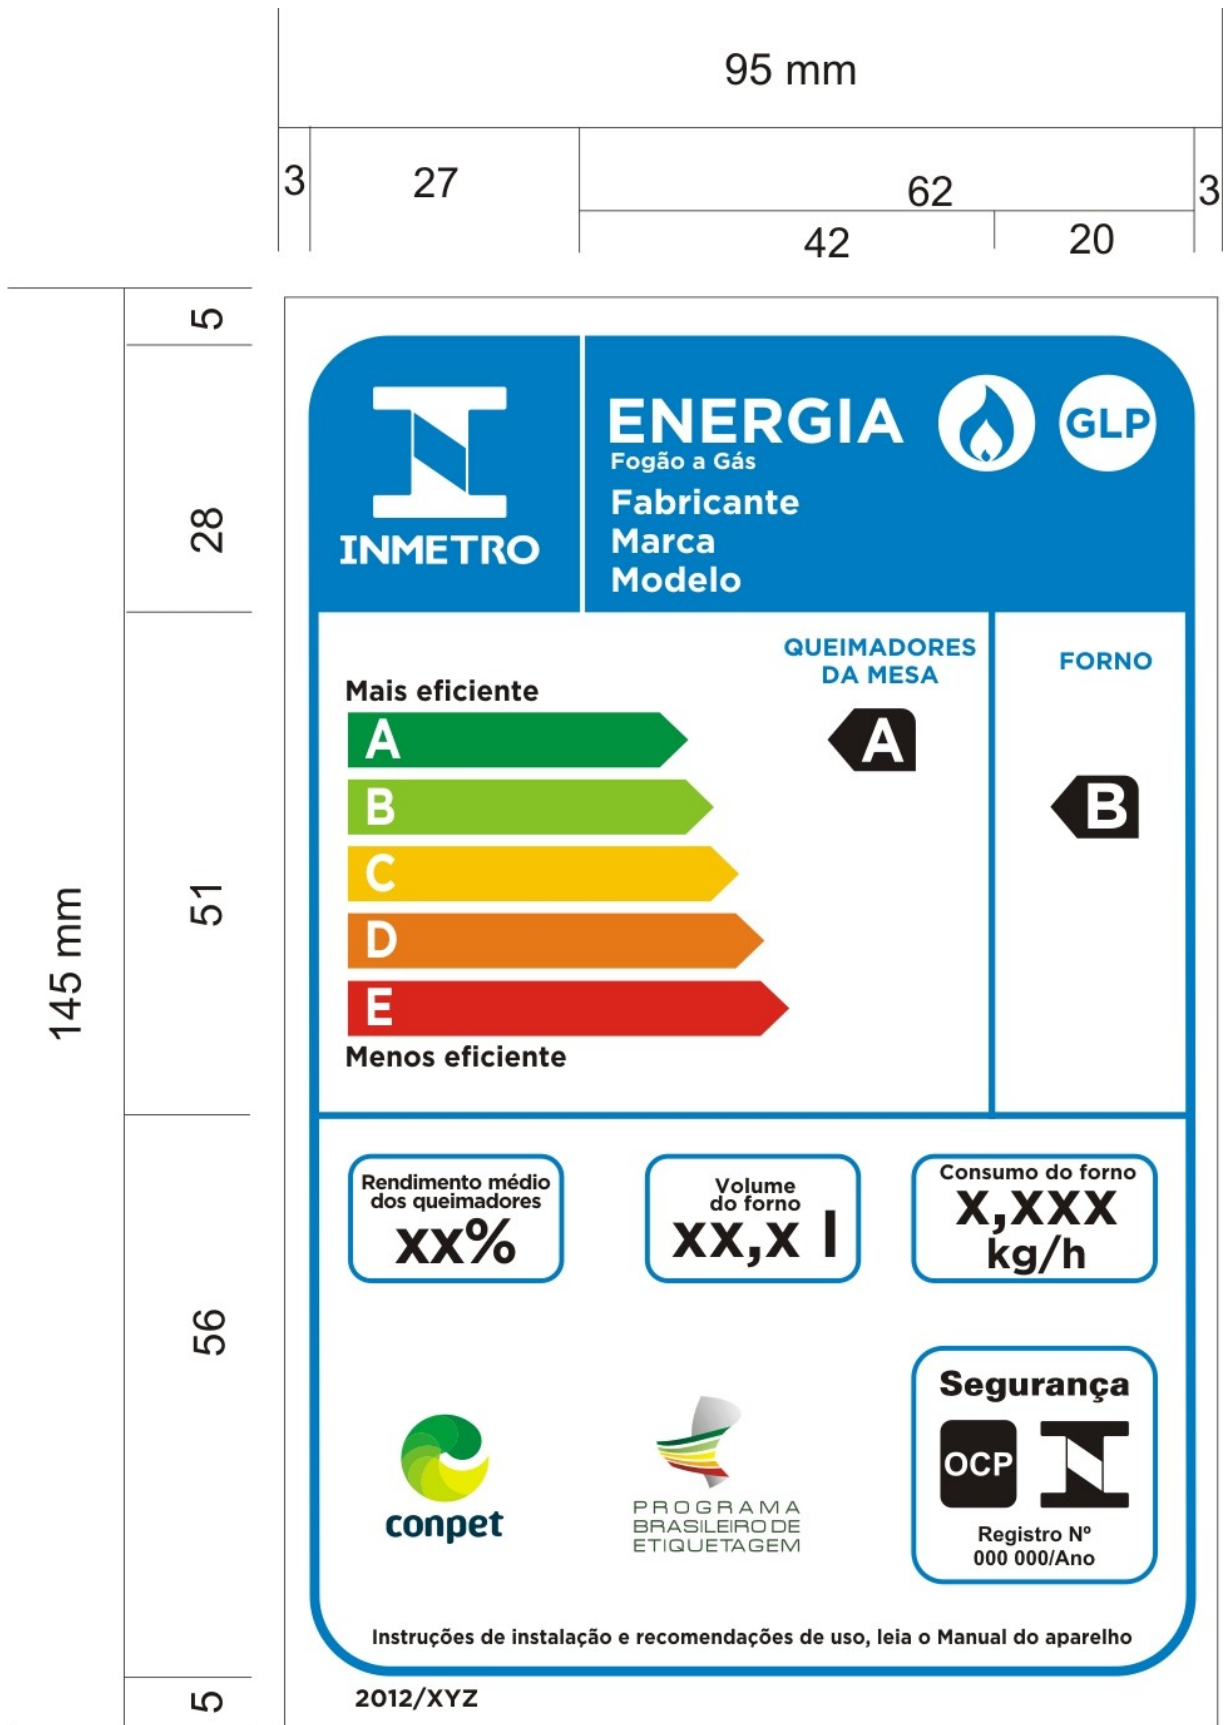 95 mm
3
27
62
3
42
20
5
28
51
145 mm
56
5
INMETRO
ENERGIA
GLP
Fogão a Gás
Fabricante
Marca
Modelo
QUEIMADORES
DA MESA
FORNO
Mais eficiente
A
A
B
B
C
D
E
Menos eficiente
Rendimento médio
dos queimadores
xx%
Volume
do forno
xx,x l
Consumo do forno
x,xxx
kg/h
conpet
PROGRAMA
BRASILEIRO DE
ETIQUETAGEM
Segurança
OCP
Registro Nº
000 000/Ano
Instruções de instalação e recomendações de uso, leia o Manual do aparelho
2012/XYZ